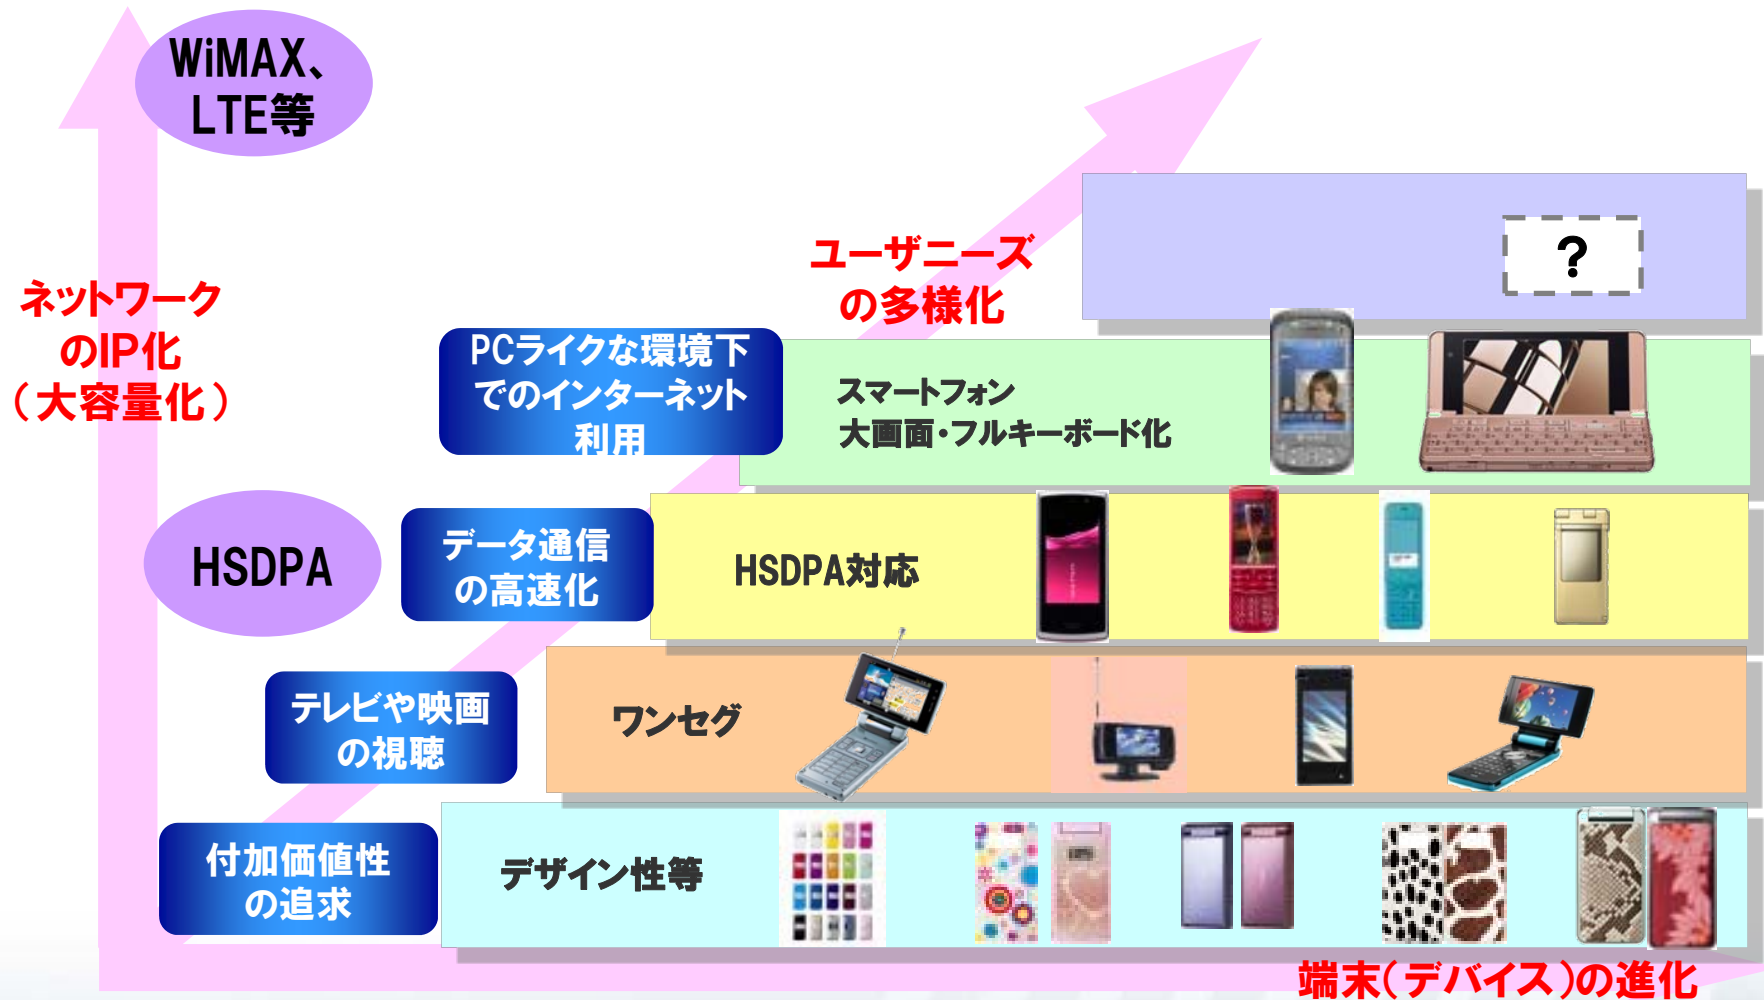 WiMAX、
LTE等
?
ユーザニーズ
の多様化
ネットワーク
のIP化
（大容量化）
PCライクな環境下
でのインターネット
利用
スマートフォン
大画面・フルキーボード化
HSDPA
データ通信
の高速化
HSDPA対応
テレビや映画
の視聴
ワンセグ
付加価値性
の追求
デザイン性等
端末（デバイス）の進化